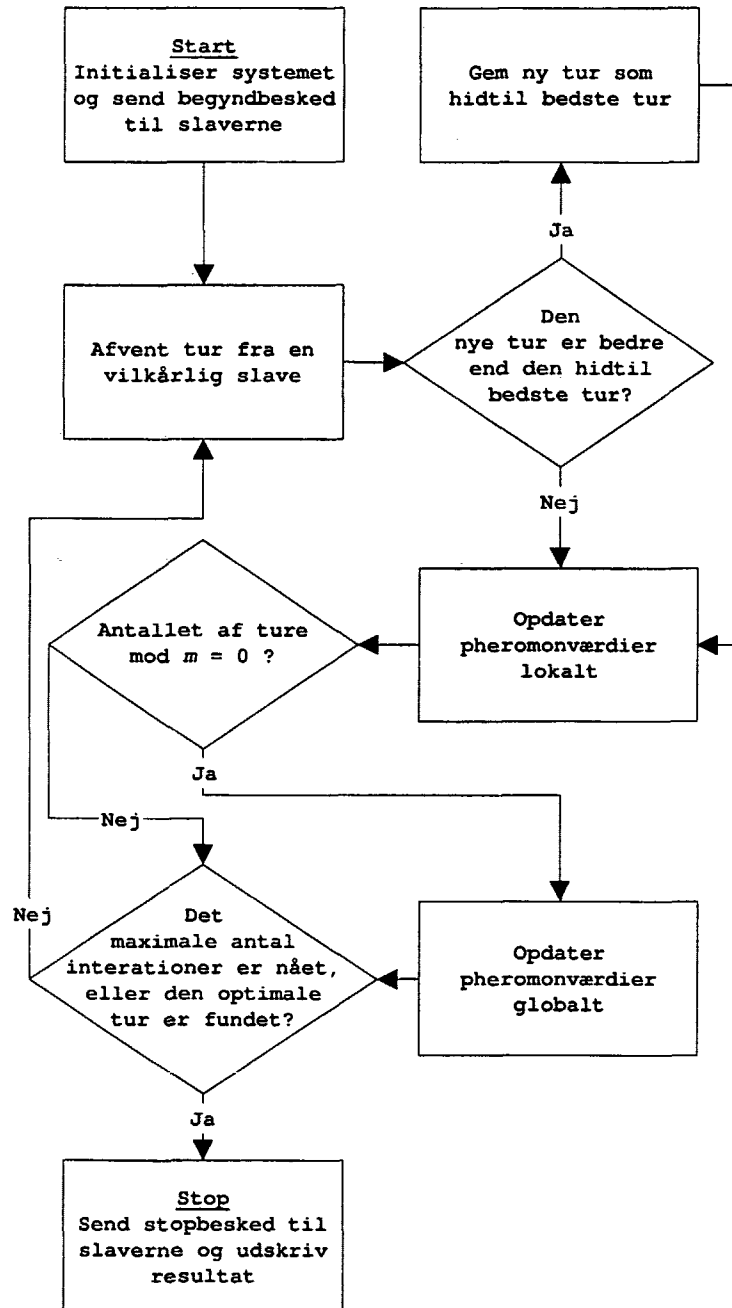 Start
Initialiser systemet
og send begyndbesked
til slaverne
Gem ny tur som
hidtil bedste tur
Ja
Afvent tur fra en
vilkårlig slave
Den
nye tur er bedre
end den hidtil
bedste tur?
Nej
Antallet af ture
mod m = 0 ?
Opdater
pheromonværdier
lokalt
Ja
Nej
Nej
Det
maximale antal
interationer er nået,
eller den optimale
tur er fundet?
Opdater
pheromonværdier
globalt
Ja
Stop
Send stopbesked til
slaverne og udskriv
resultat